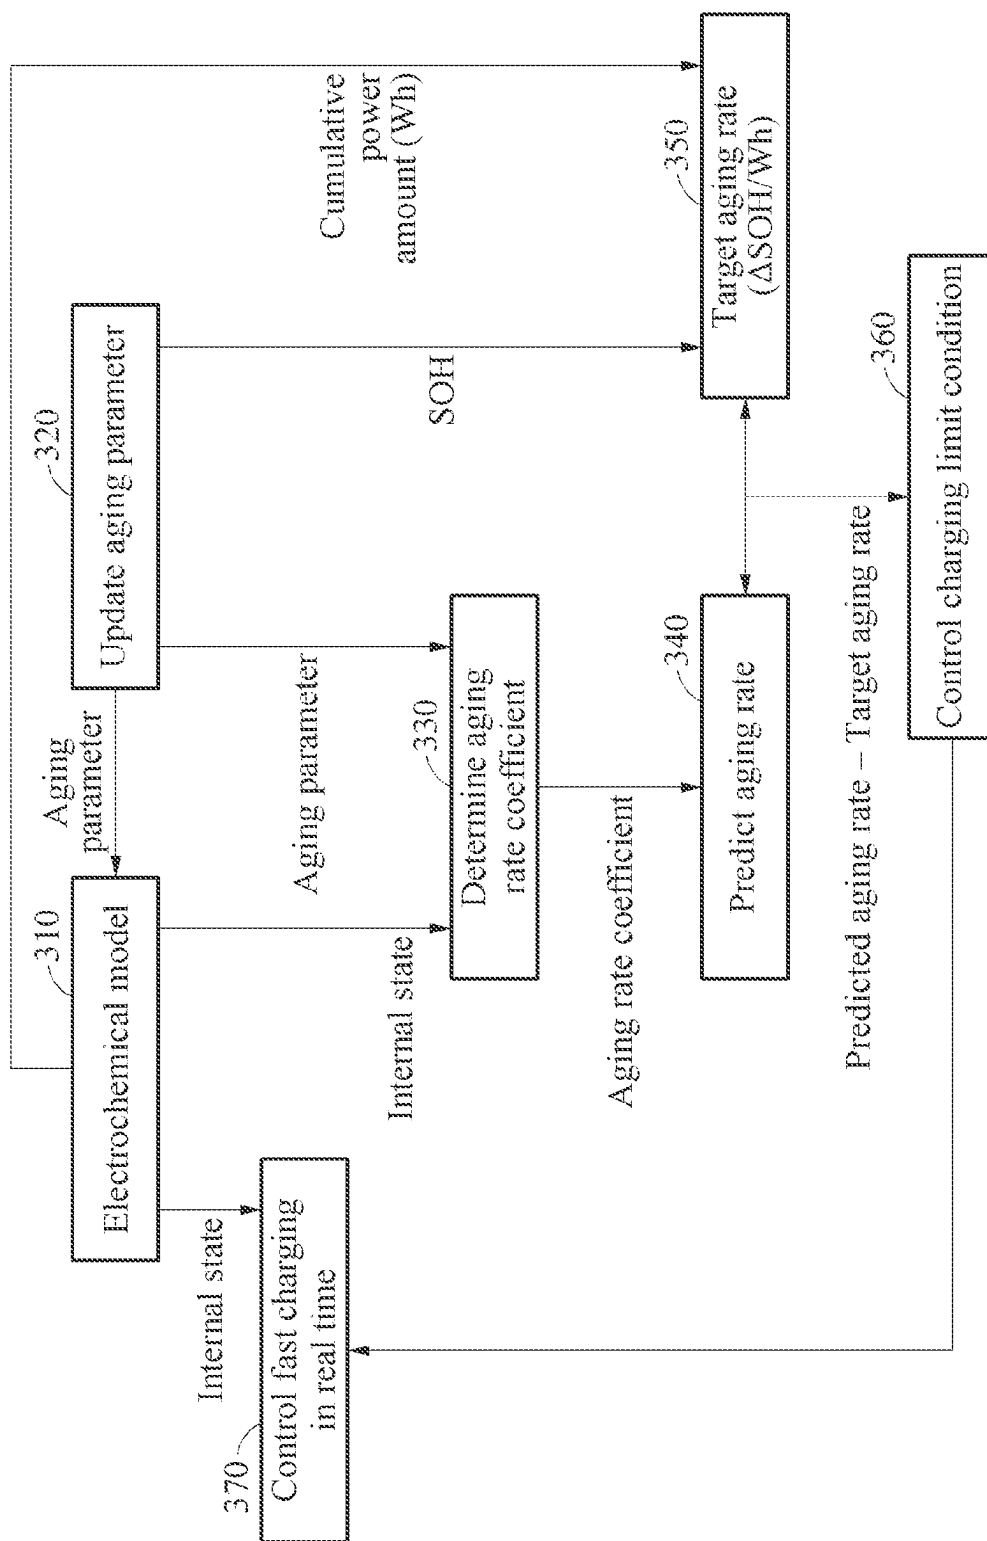 310
Electrochemical model
Aging
parameter
320
Update aging parameter
Internal state
370
Control fast charging
in real time
Internal state
Aging parameter
SOH
Cumulative
power
amount (Wh)
330
Determine aging
rate coefficient
Aging rate coefficient
340
Predict aging rate
350
Target aging rate
(ΔSOH/Wh)
Predicted aging rate – Target aging rate
360
Control charging limit condition